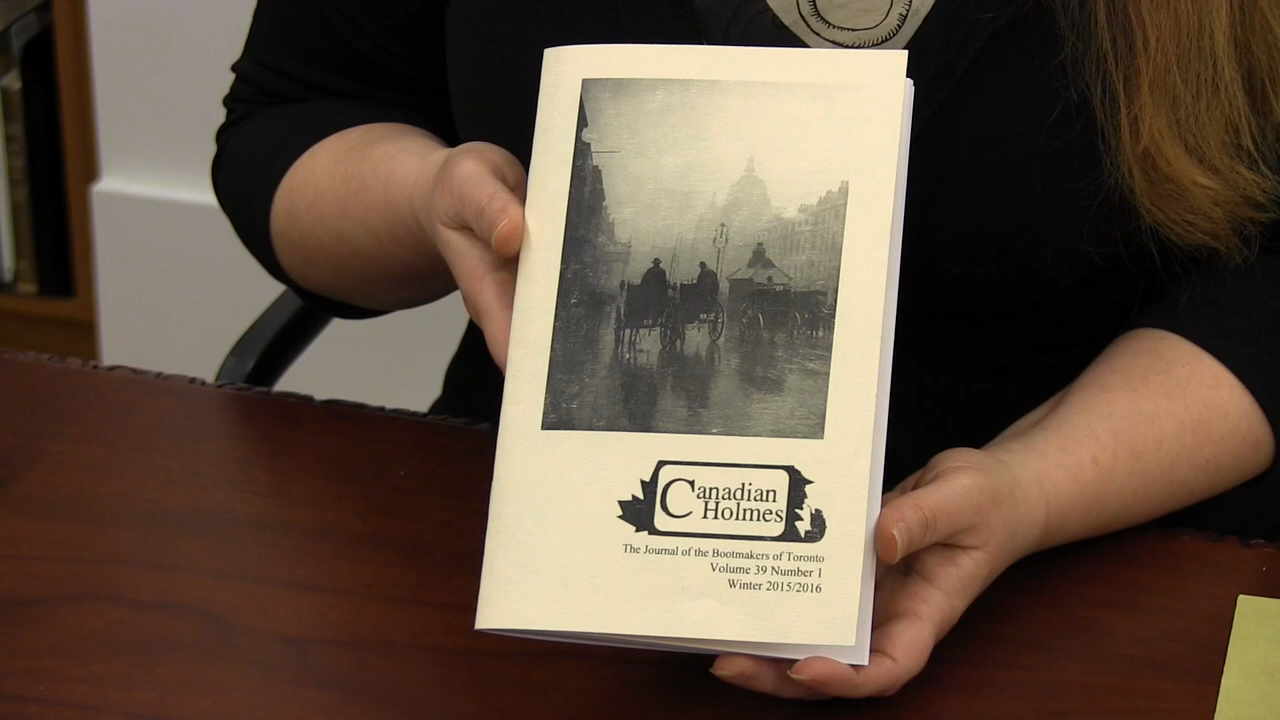 Canadian
Holmes
The Journal of the Bootmakers of Toronto
Volume 39 Number 1
Winter 2015/2016